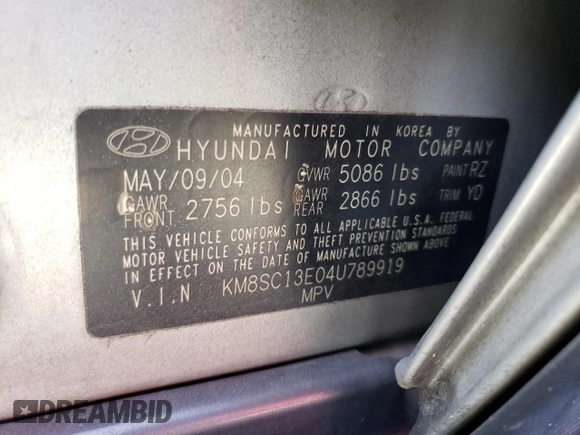 MANUFACTURED IN KOREA BY
HYUNDAI MOTOR COMPANY
MAY/09/04 GVWR 5086 lbs PAINT RZ
GAWR FRONT 2756 lbs GAWR REAR 2866 lbs TRIM YD
THIS VEHICLE CONFORMS TO ALL APPLICABLE U.S.A. FEDERAL
MOTOR VEHICLE SAFETY AND THEFT PREVENTION STANDARDS
IN EFFECT ON THE DATE OF MANUFACTURE SHOWN ABOVE
V.I.N KM8SC13E04U789919
MPV
DREAMBID